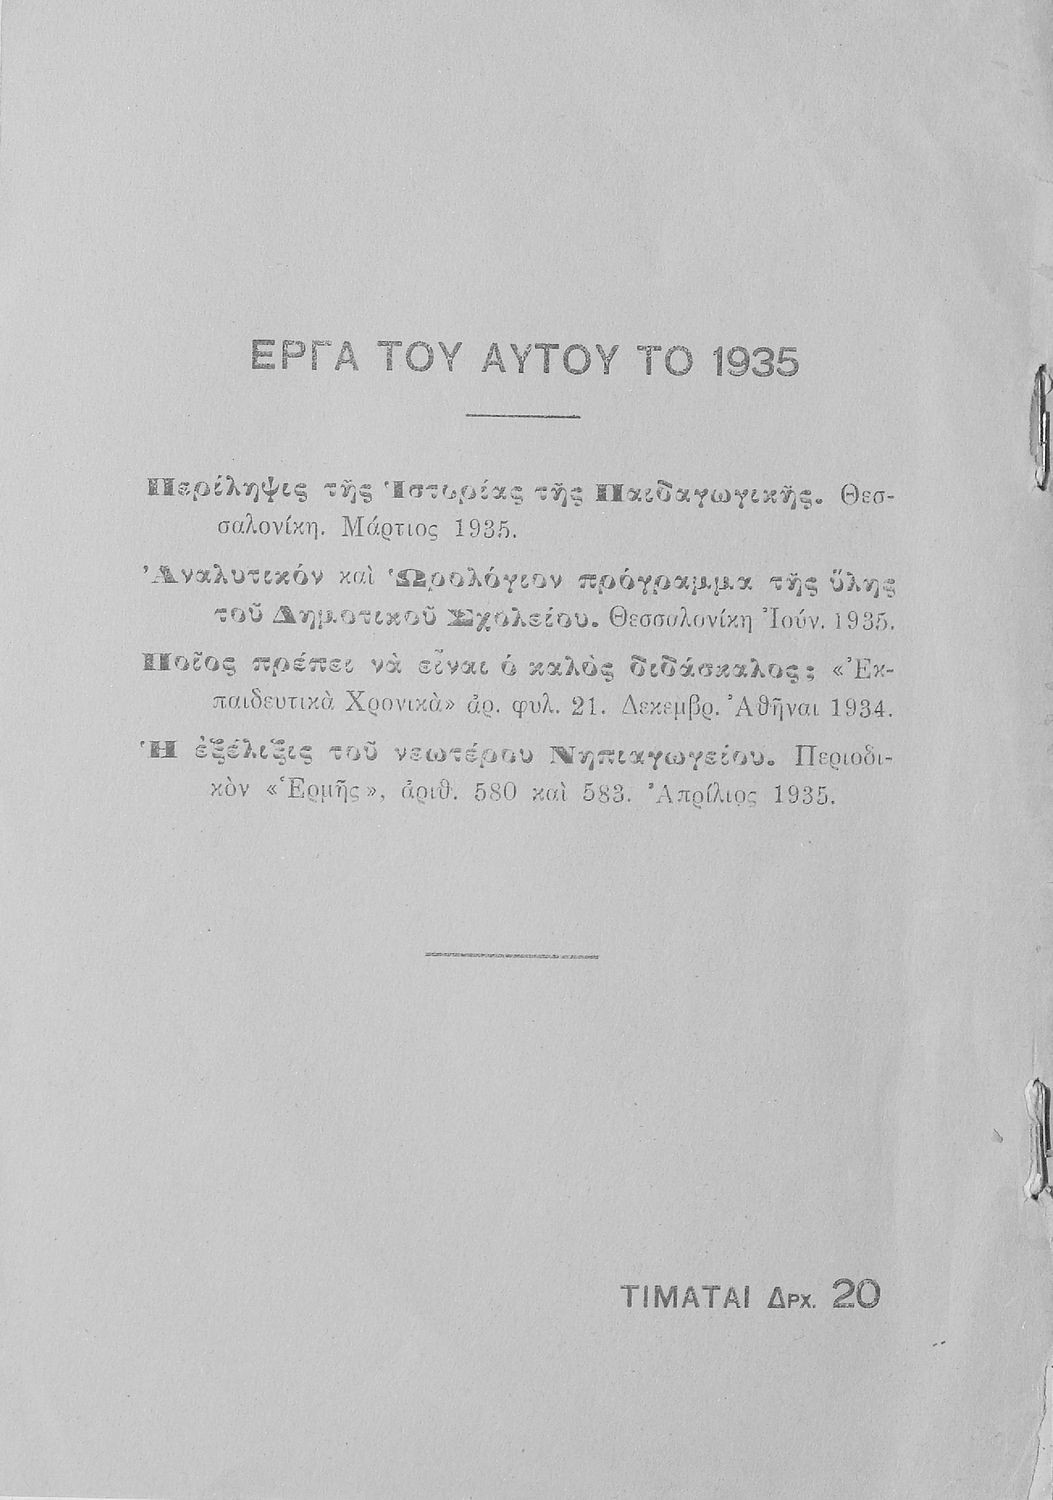 ΕΡΓΑ ΤΟΥ ΑΥΤΟΥ ΤΟ 1935
Περίληψις τῆς Ἱστορίας τῆς Παιδαγωγικῆς. Θεσ-
σαλονίκη. Μάρτιος 1935.
Ἀναλυτικόν καὶ Ὡρολόγιον πρόγραμμα τῆς ὕλης
τοῦ Δημοτικοῦ Σχολείου. Θεσσαλονίκη Ἰούν. 1935.
Ποῖος πρέπει νὰ εἶναι ὁ καλὸς διδάσκαλος; «Ἐκ-
παιδευτικὰ Χρονικὰ» ἀρ. φυλ. 21. Δεκεμβρ. Ἀθῆναι 1934.
Ἡ ἐξέλιξις τοῦ νεωτέρου Νηπιαγωγείου. Περιοδι-
κὸν «Ἑρμῆς», ἀριθ. 580 καὶ 583. Ἀπρίλιος 1935.
ΤΙΜΑΤΑΙ Δρχ. 20